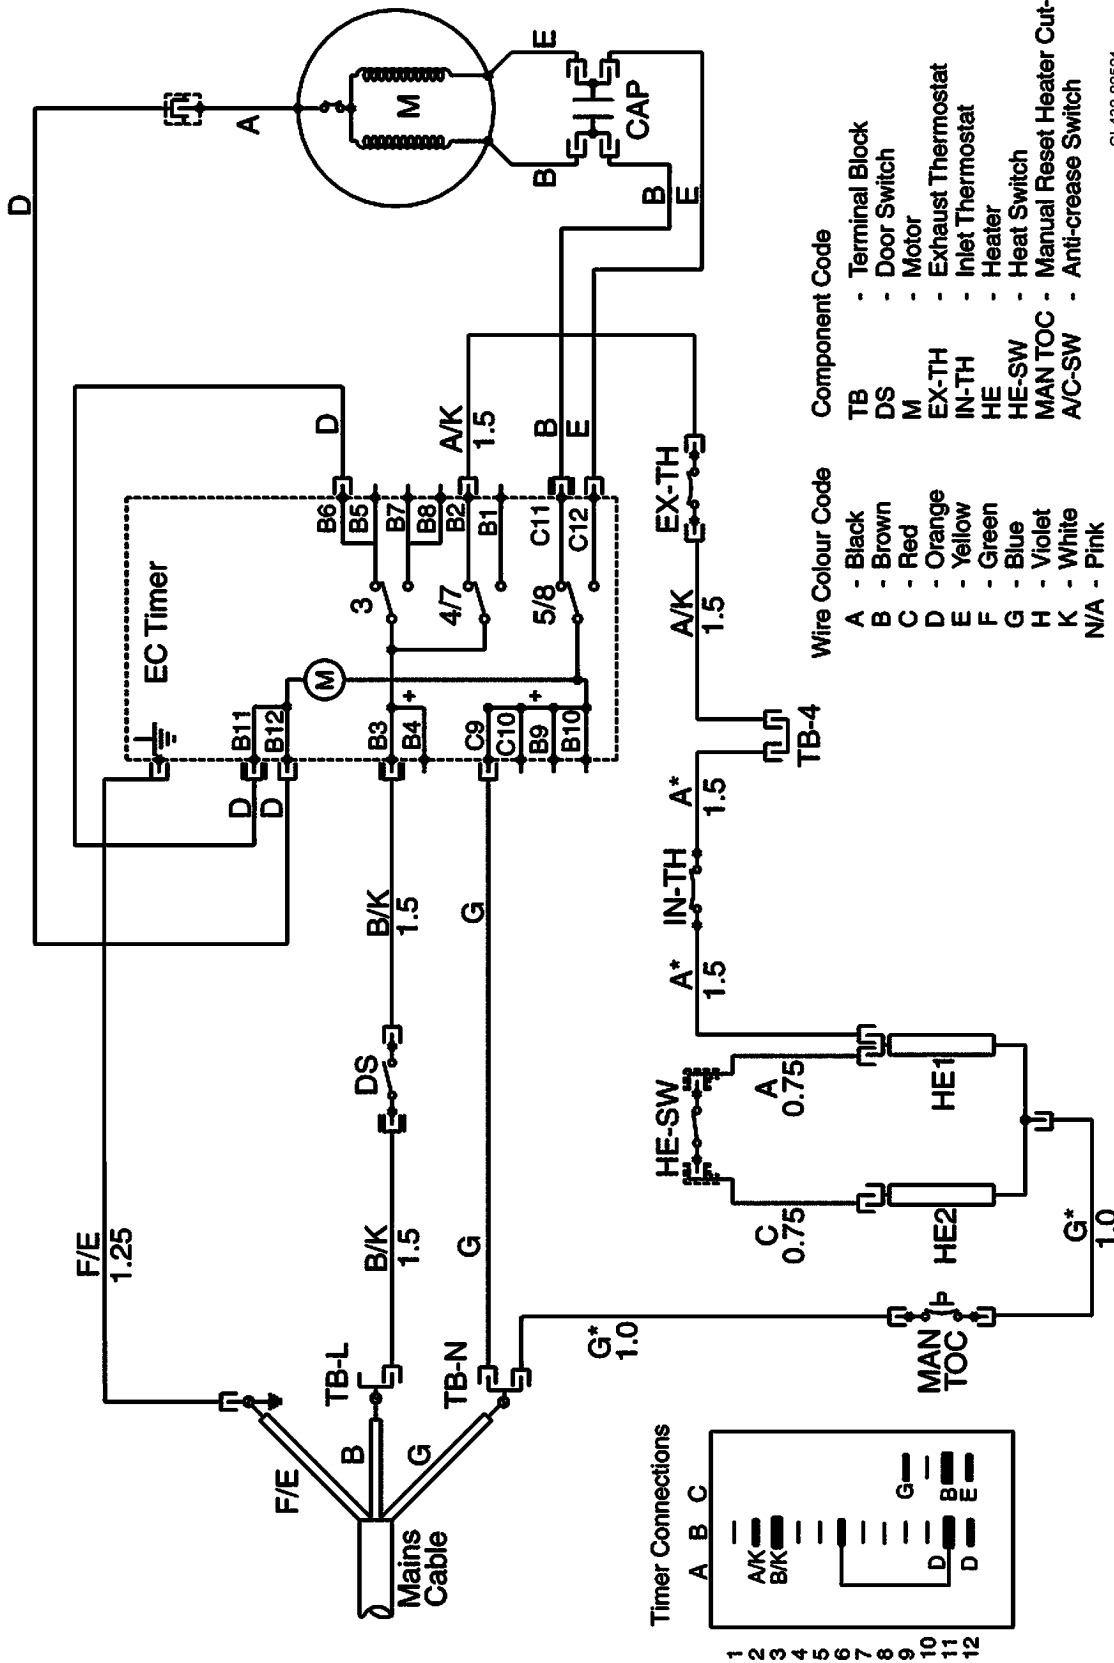 D
A
M
E
B
CAP
B
E
D
A/K
1.5
B
E
EC Timer
B6
B5
B7
B8
B2
B1
C11
C12
3
4/7
5/8
M
B11
B12
B3
B4
+
C9
C10
B9
B10
+
D
D
B/K
1.5
G
DS
B/K
1.5
G
F/E
1.25
TB-L
TB-N
F/E
B
G
Mains
Cable
EX-TH
A/K
1.5
TB-4
A*
1.5
IN-TH
A*
1.5
HE-SW
A
0.75
C
0.75
HE1
HE2
G*
1.0
G*
1.0
MAN
TOC
Timer Connections
A B C
1
2 A/K
3 B/K
4
5
6
7
8
9 G
10
11 D B
12 D E
Wire Colour Code
A - Black
B - Brown
C - Red
D - Orange
E - Yellow
F - Green
G - Blue
H - Violet
K - White
N/A - Pink
Component Code
TB - Terminal Block
DS - Door Switch
M - Motor
EX-TH - Exhaust Thermostat
IN-TH - Inlet Thermostat
HE - Heater
HE-SW - Heat Switch
MAN TOC - Manual Reset Heater Cut-
A/C-SW - Anti-crease Switch